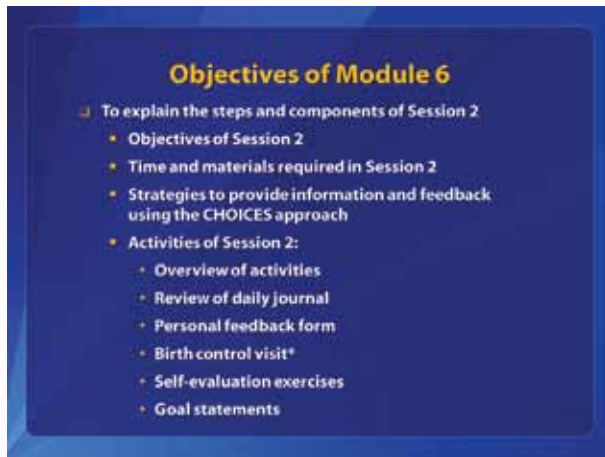 Objectives of Module 6
To explain the steps and components of Session 2
Objectives of Session 2
Time and materials required in Session 2
Strategies to provide information and feedback
using the CHOICES approach
Activities of Session 2:
Overview of activities
Review of daily journal
Personal feedback form
Birth control visit*
Self-evaluation exercises
Goal statements